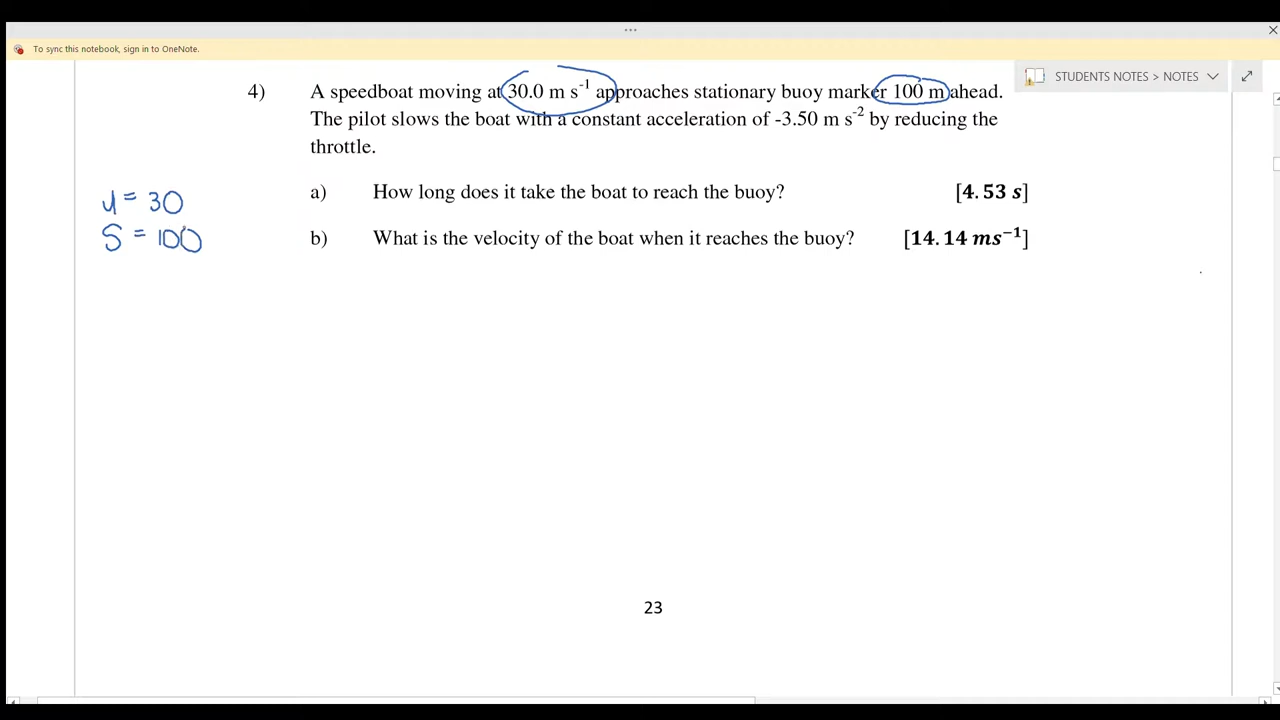 To sync this notebook, sign in to OneNote.
STUDENTS NOTES > NOTES
4) A speedboat moving at 30.0 m s⁻¹ approaches stationary buoy marker 100 m ahead.
The pilot slows the boat with a constant acceleration of -3.50 m s⁻² by reducing the
throttle.
a) How long does it take the boat to reach the buoy? [4.53 s]
u = 30
b) What is the velocity of the boat when it reaches the buoy? [14.14 ms⁻¹]
S = 100
23